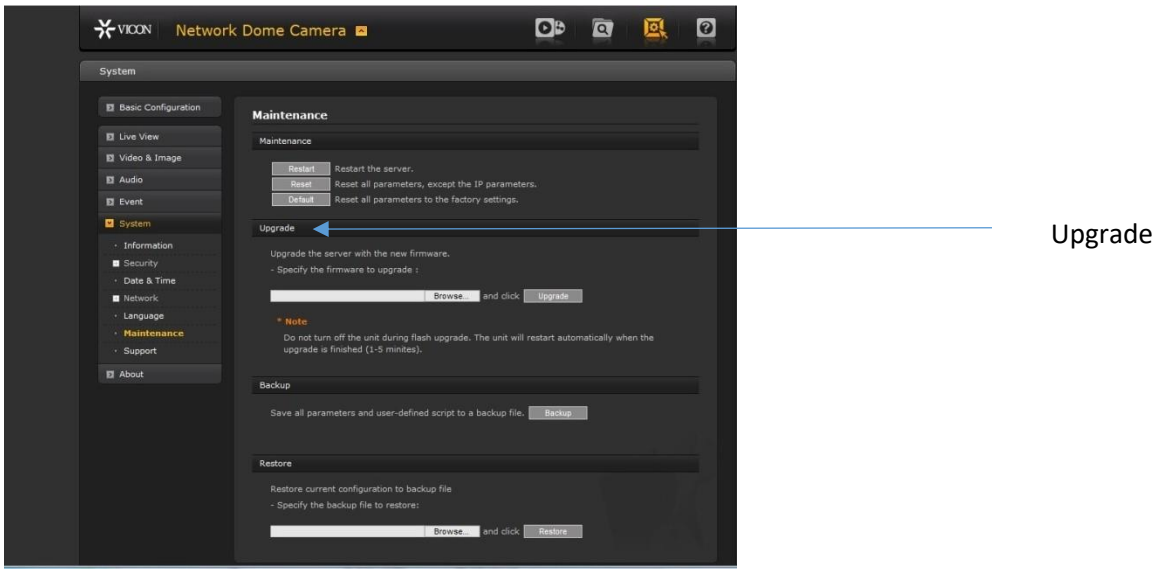 VICON Network Dome Camera
System
Basic Configuration
Live View
Video & Image
Audio
Event
System
Information
Security
Date & Time
Network
Language
Maintenance
Support
About
Maintenance
Maintenance
Restart Restart the server.
Reset Reset all parameters, except the IP parameters.
Default Reset all parameters to the factory settings.
Upgrade
Upgrade the server with the new firmware.
- Specify the firmware to upgrade :
Browse... and click Upgrade
* Note
Do not turn off the unit during flash upgrade. The unit will restart automatically when the
upgrade is finished (1-5 minites).
Backup
Save all parameters and user-defined script to a backup file. Backup
Restore
Restore current configuration to backup file
- Specify the backup file to restore:
Browse... and click Restore
Upgrade